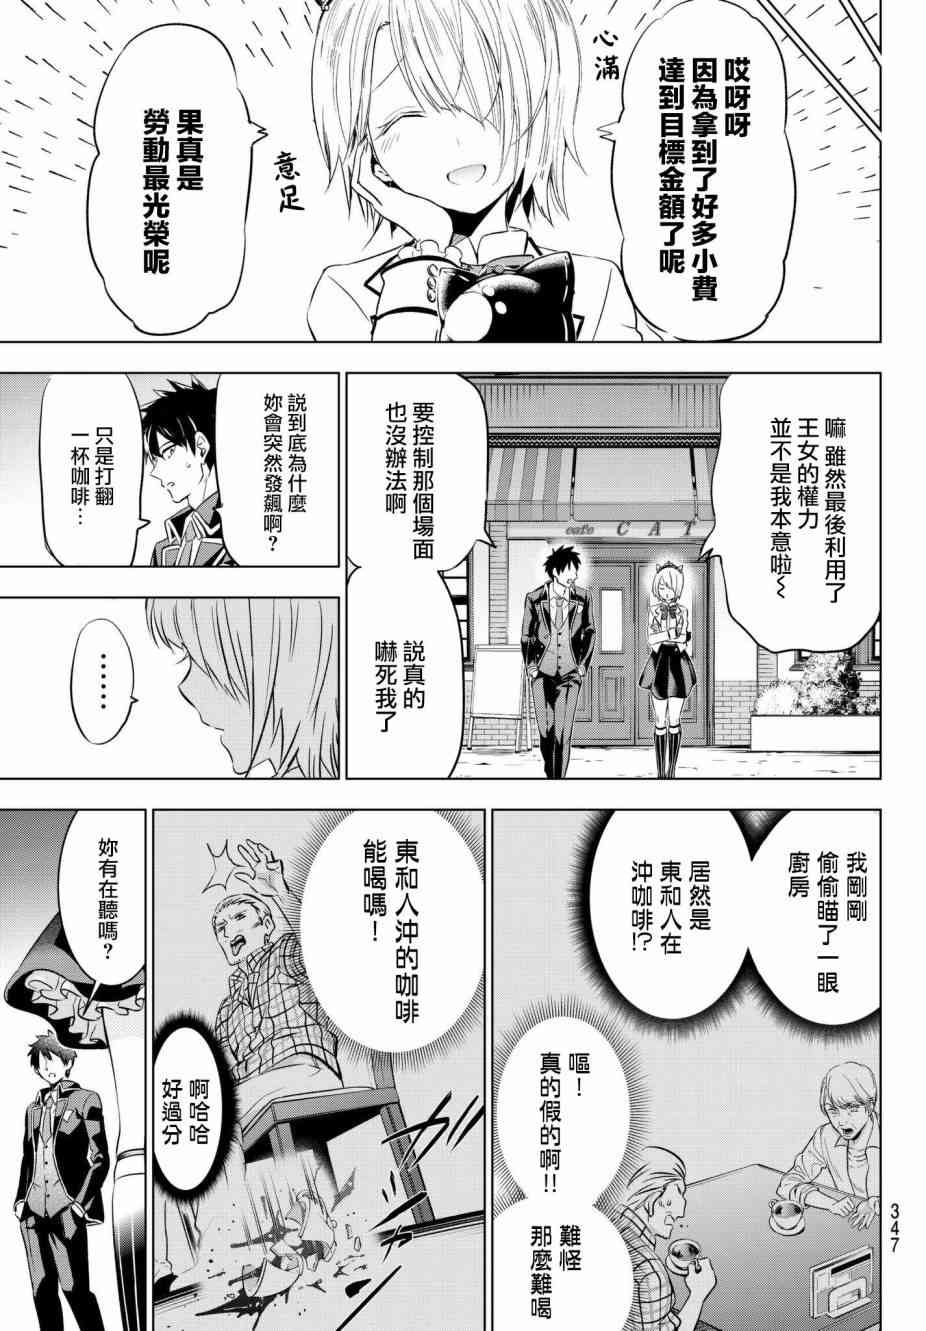 哎呀呀
因為拿到了好多小費
達到目標金額了呢
心滿
意足
果真是
勞動最光榮呢
嘛 雖然最後利用了
王女的權力
並不是我本意啦~
cafe CAT
要控制那個場面
也沒辦法啊
說真的
嚇死我了
說到底為什麼
妳會突然發飆啊?
只是打翻
一杯咖啡…
……
我剛剛
偷偷瞄了一眼
廚房
居然是
東和人在
沖咖啡!?
嘔!
真的假的啊!!
難怪
那麼難喝
東和人沖的咖啡
能喝嗎!
啊哈哈
好過分
妳有在聽嗎?
347